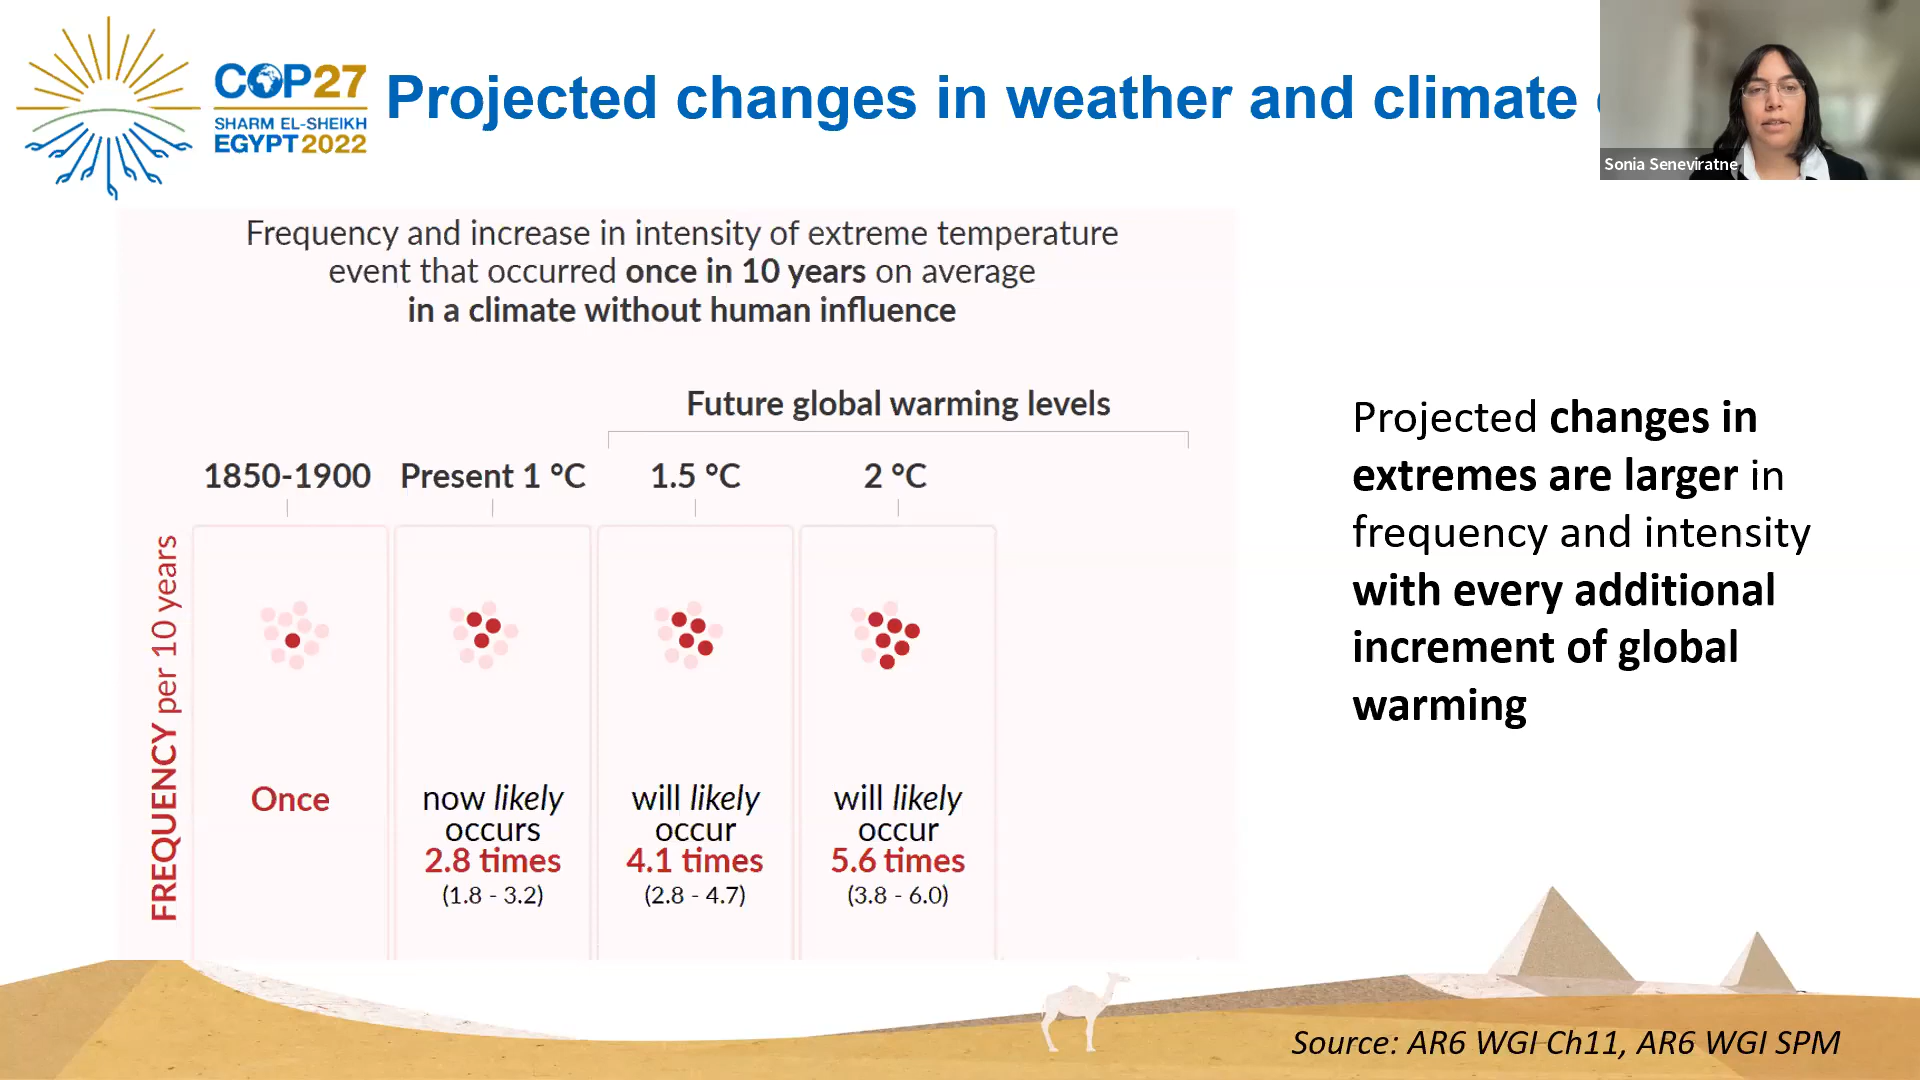 COP27
SHARM EL-SHEIKH
EGYPT 2022
Projected changes in weather and climate
Sonia Seneviratne
Frequency and increase in intensity of extreme temperature
event that occurred once in 10 years on average
in a climate without human influence
Future global warming levels
1850-1900 Present 1 °C 1.5 °C 2 °C
FREQUENCY per 10 years
Once
now likely
occurs
2.8 times
(1.8 - 3.2)
will likely
occur
4.1 times
(2.8 - 4.7)
will likely
occur
5.6 times
(3.8 - 6.0)
Projected changes in
extremes are larger in
frequency and intensity
with every additional
increment of global
warming
Source: AR6 WGI Ch11, AR6 WGI SPM